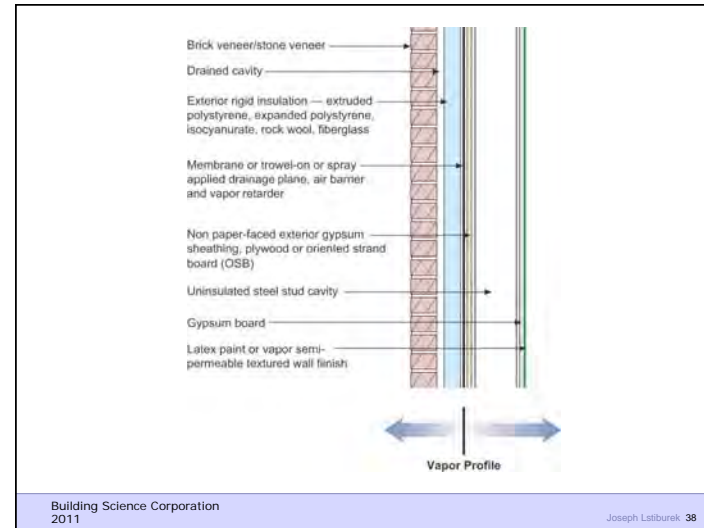 Brick veneer/stone veneer
Drained cavity
Exterior rigid insulation — extruded
polystyrene, expanded polystyrene,
isocyanurate, rock wool, fiberglass
Membrane or trowel-on or spray
applied drainage plane, air barrier
and vapor retarder
Non paper-faced exterior gypsum
sheathing, plywood or oriented strand
board (OSB)
Uninsulated steel stud cavity
Gypsum board
Latex paint or vapor semi-
permeable textured wall finish
Vapor Profile
Building Science Corporation
2011
Joseph Lstiburek 38